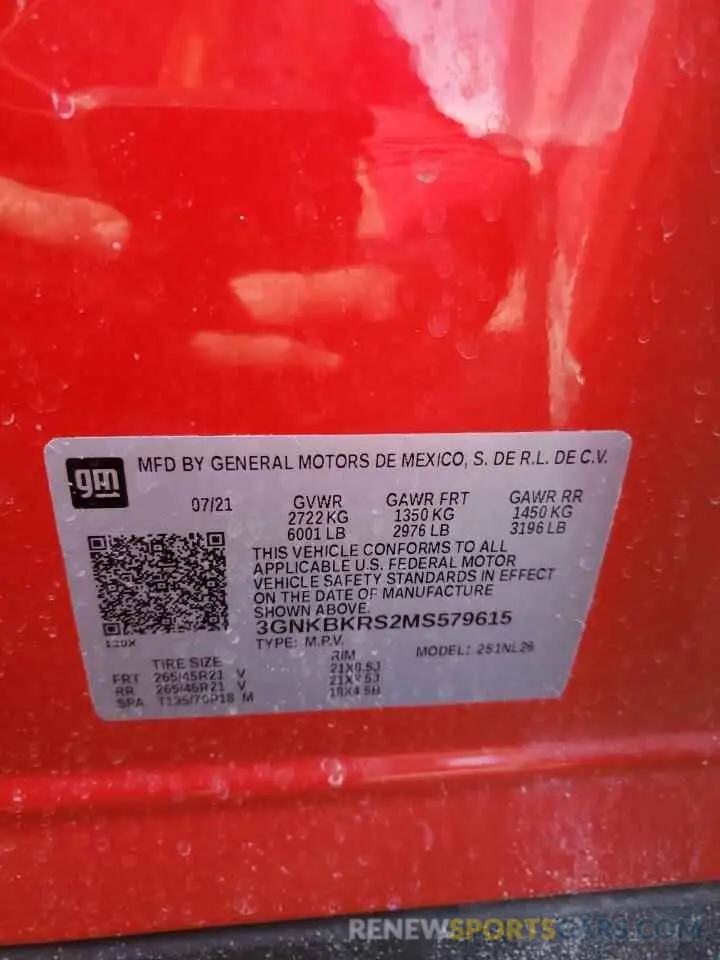 gm
MFD BY GENERAL MOTORS DE MEXICO, S. DE R.L. DE C.V.
07/21 GVWR GAWR FRT GAWR RR
2722 KG 1350 KG 1450 KG
6001 LB 2976 LB 3196 LB
THIS VEHICLE CONFORMS TO ALL
APPLICABLE U.S. FEDERAL MOTOR
VEHICLE SAFETY STANDARDS IN EFFECT
ON THE DATE OF MANUFACTURE
SHOWN ABOVE.
3GNKBKRS2MS579615
TYPE: M.P.V. MODEL: 251NL26
TIRE SIZE RIM
FRT 265/45R21 V
RR 265/45R21 V
SPA T135/70R18 M 18X4.5B
RENEWSPORTSCARS.COM